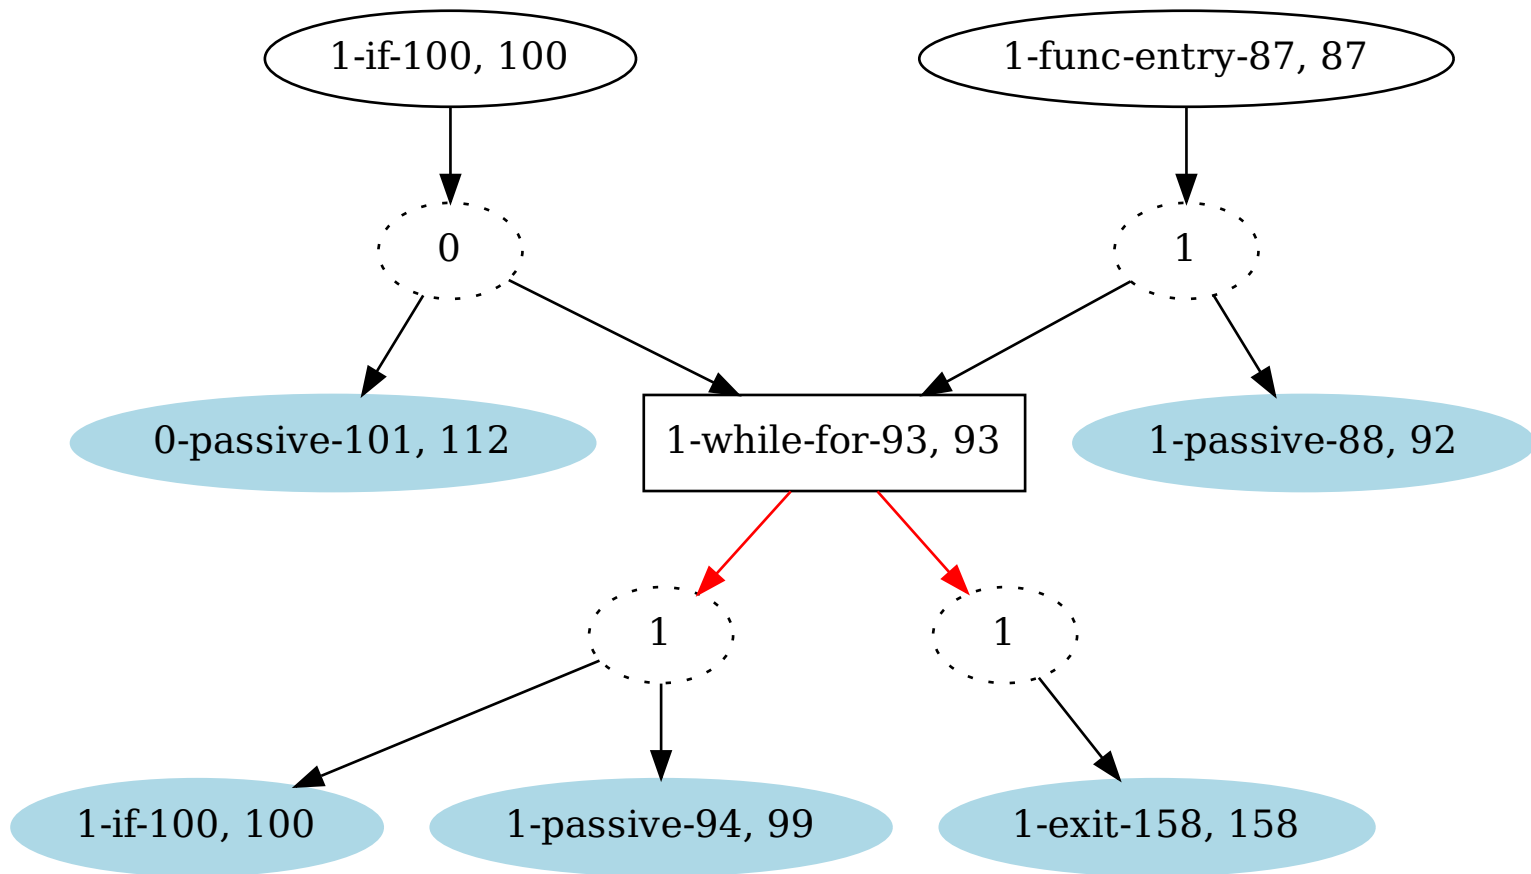 1-if-100, 100
1-func-entry-87, 87
0
1
0-passive-101, 112
1-while-for-93, 93
1-passive-88, 92
1
1
1-if-100, 100
1-passive-94, 99
1-exit-158, 158